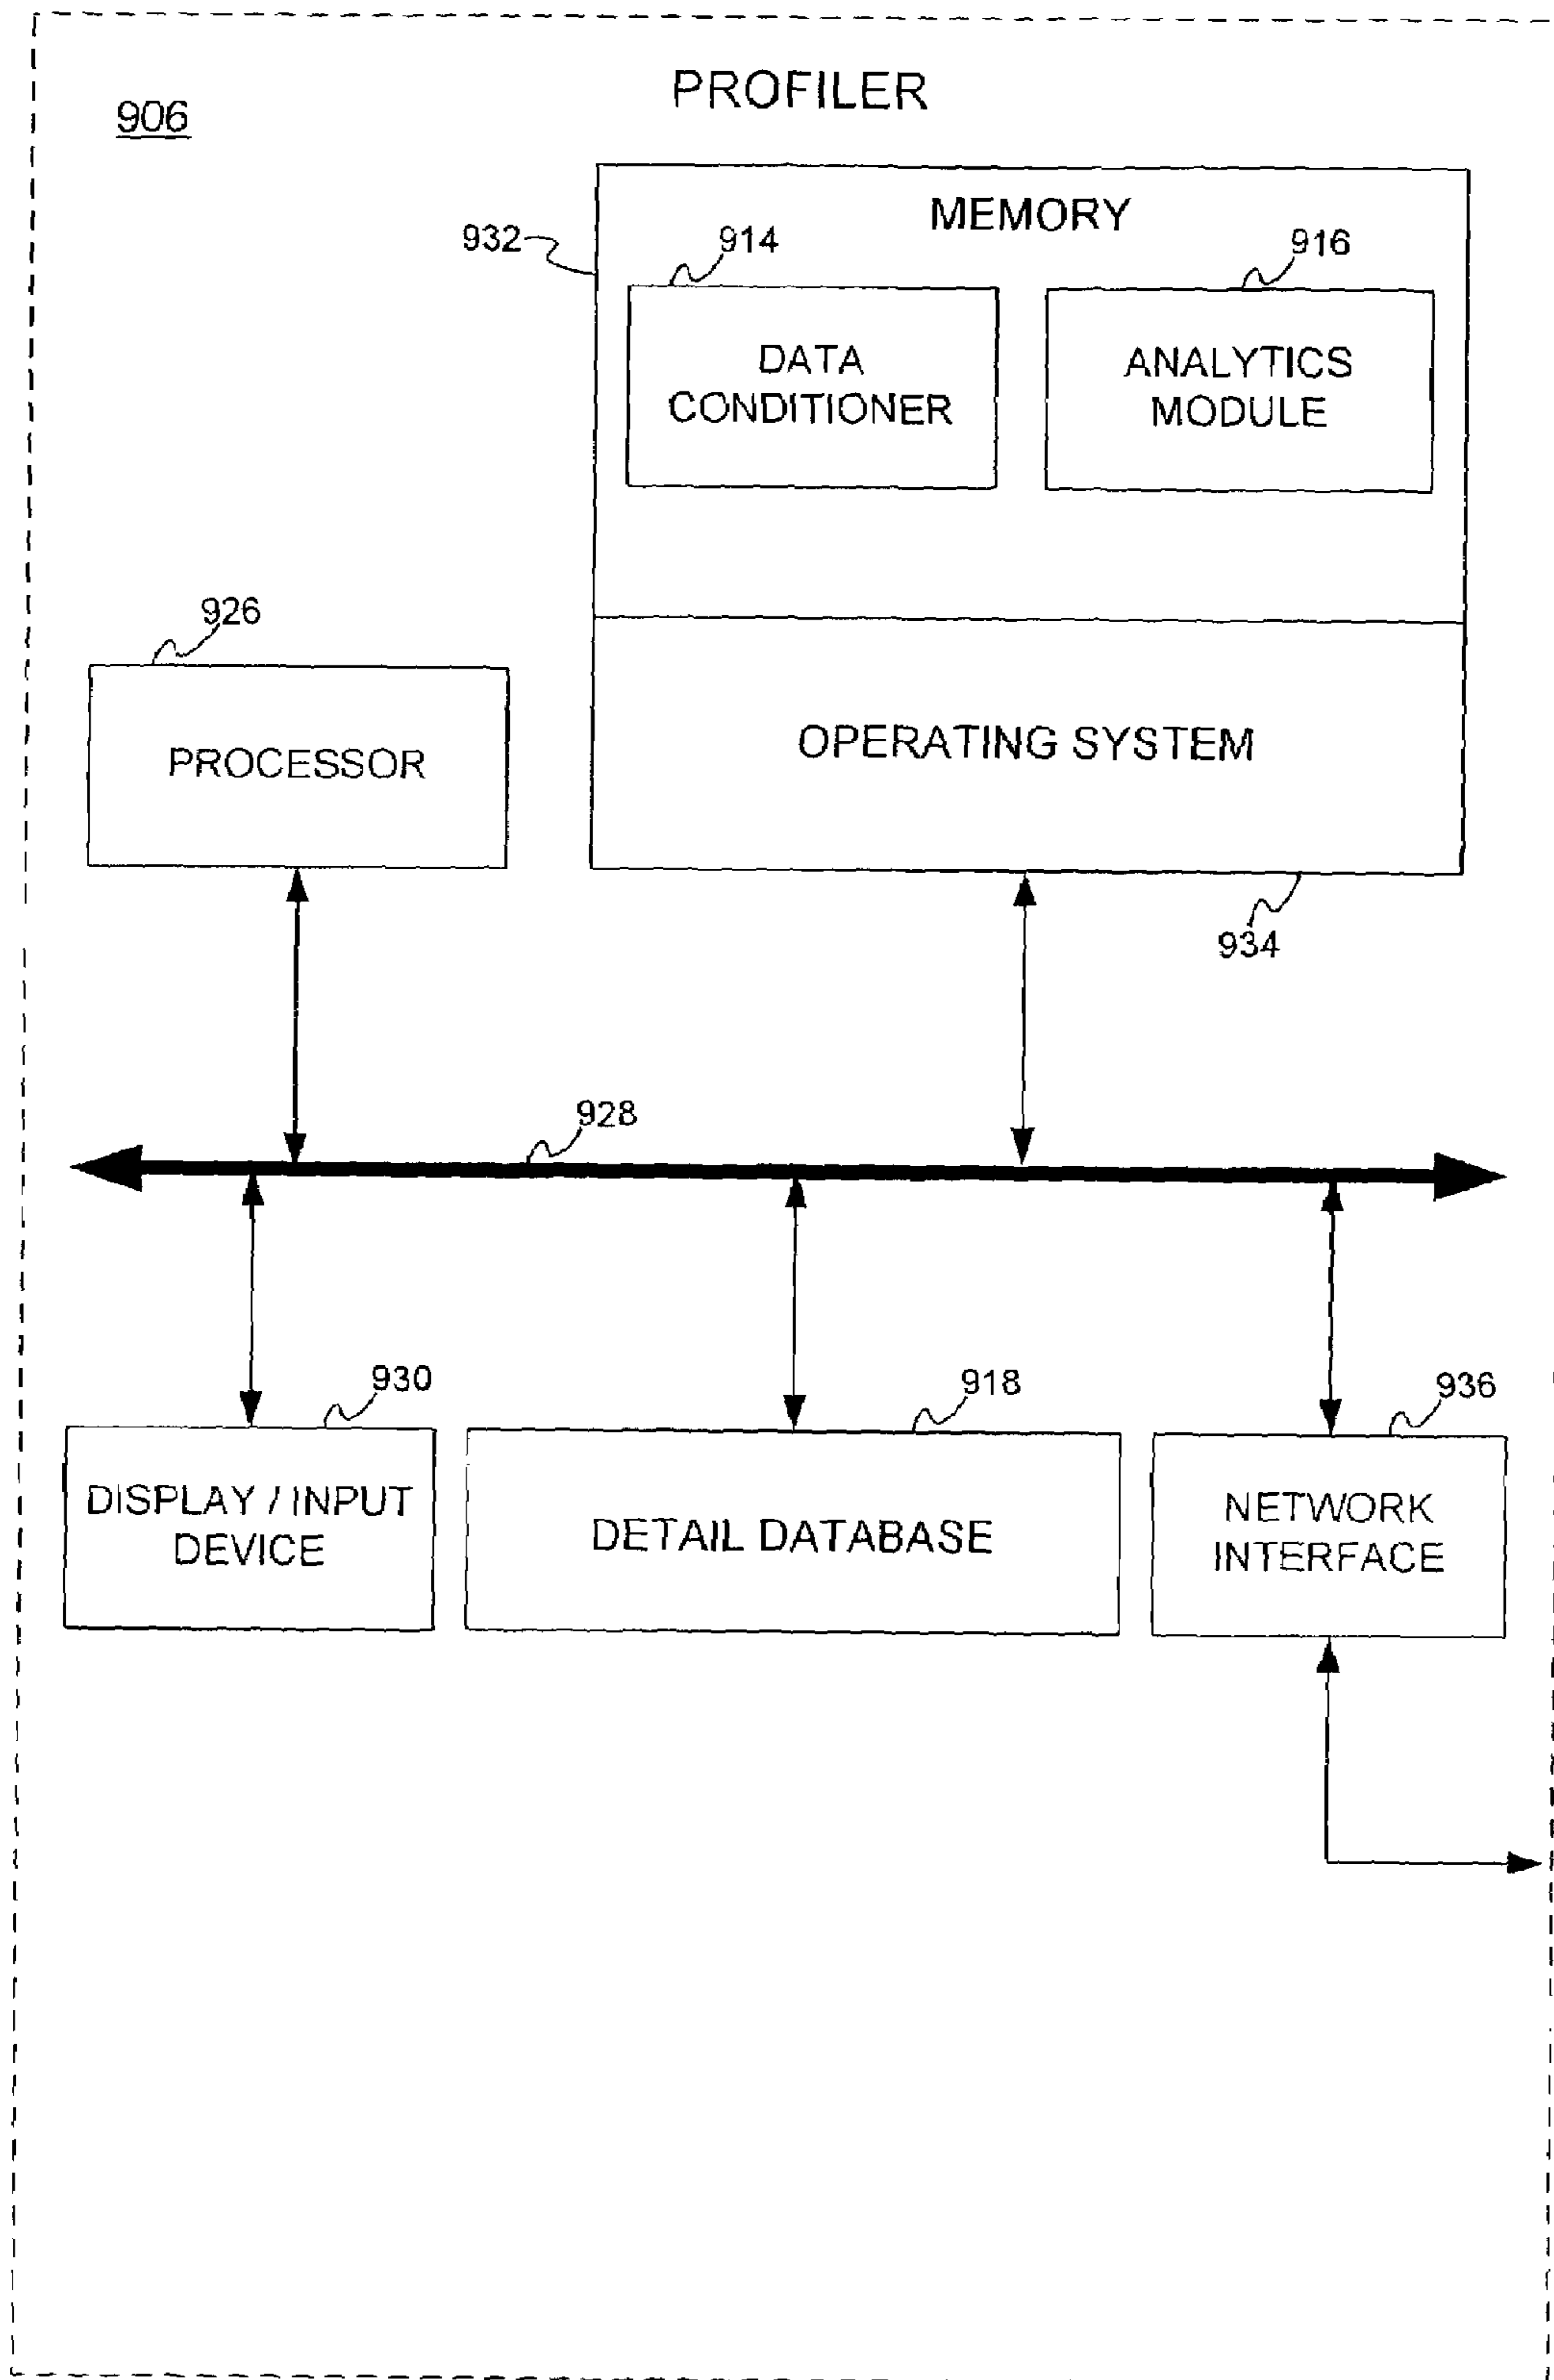 PROFILER
906
MEMORY
932
914
916
DATA
CONDITIONER
ANALYTICS
MODULE
926
PROCESSOR
OPERATING SYSTEM
934
928
930
918
936
DISPLAY / INPUT
DEVICE
DETAIL DATABASE
NETWORK
INTERFACE